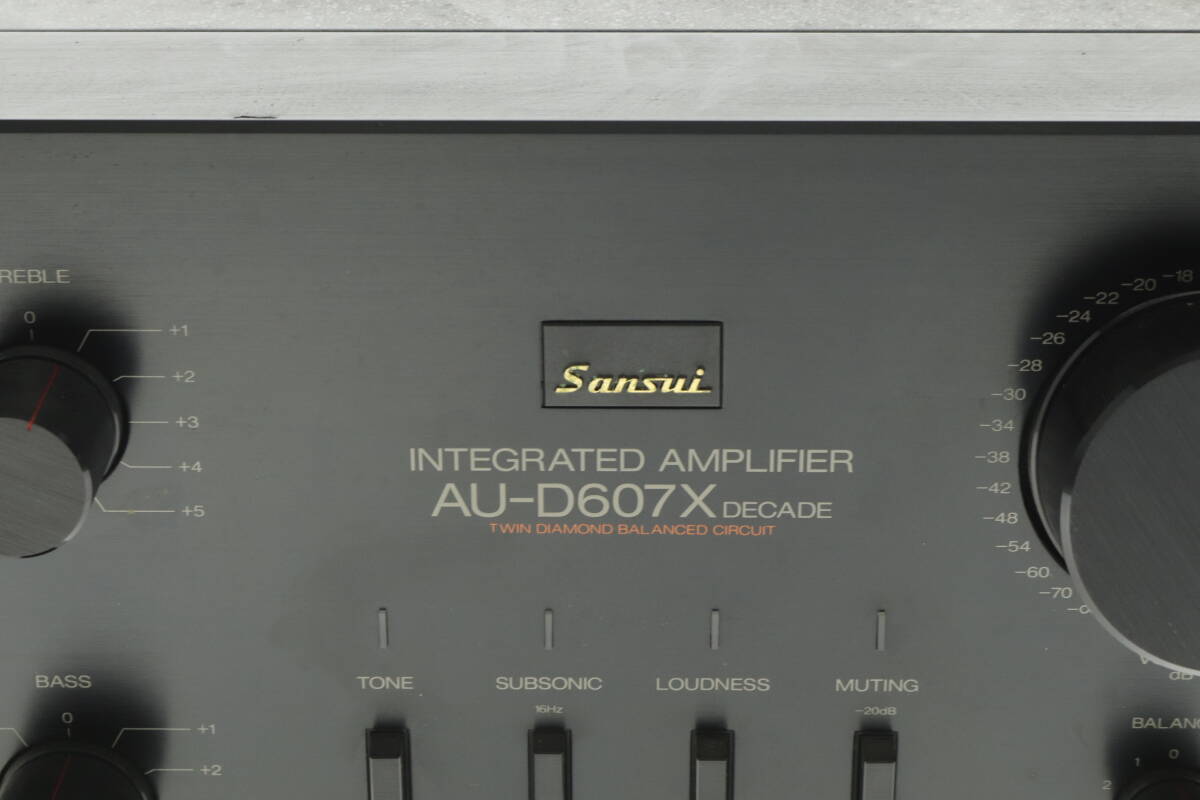 REBLE
0
+1
+2
+3
+4
+5
Sansui
INTEGRATED AMPLIFIER
AU-D607X DECADE
TWIN DIAMOND BALANCED CIRCUIT
-18
-20
-22
-24
-26
-28
-30
-34
-38
-42
-48
-54
-60
-70
dB
TONE
SUBSONIC
16Hz
LOUDNESS
MUTING
-20dB
BASS
0
+1
+2
BALANC
0
1
2